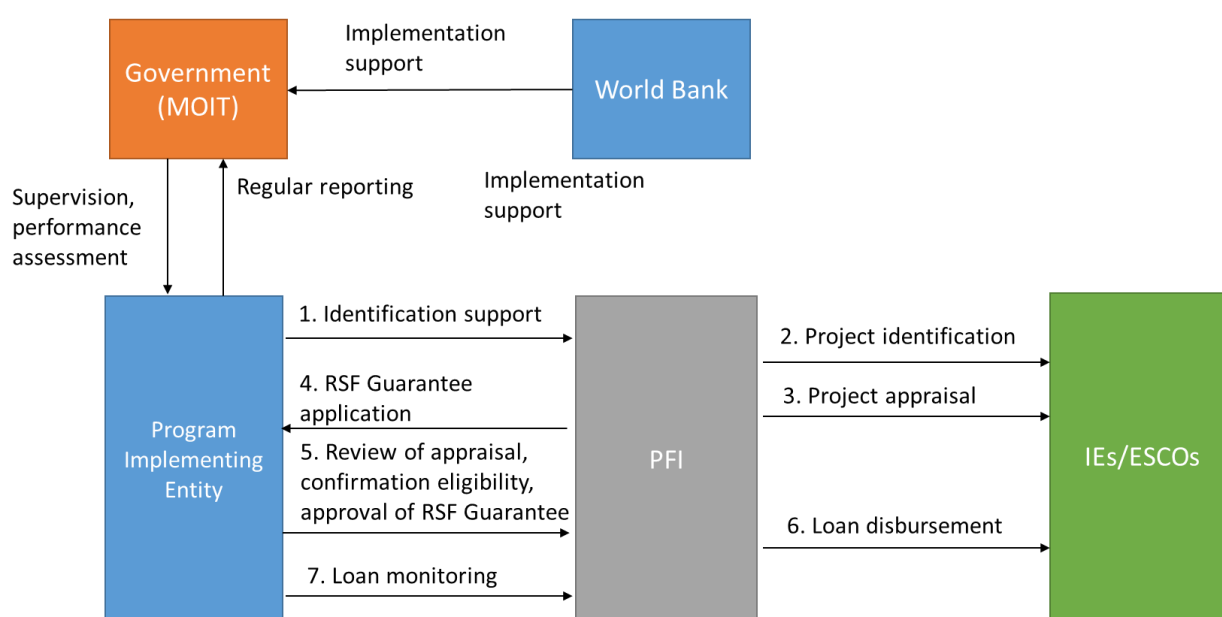 Implementation
support
Government
(MOIT)
World Bank
Supervision,
performance
assessment
Regular reporting
Implementation
support
1. Identification support
2. Project identification
4. RSF Guarantee
application
3. Project appraisal
Program
Implementing
Entity
5. Review of appraisal,
confirmation eligibility,
approval of RSF Guarantee
PFI
IEs/ESCOs
6. Loan disbursement
7. Loan monitoring